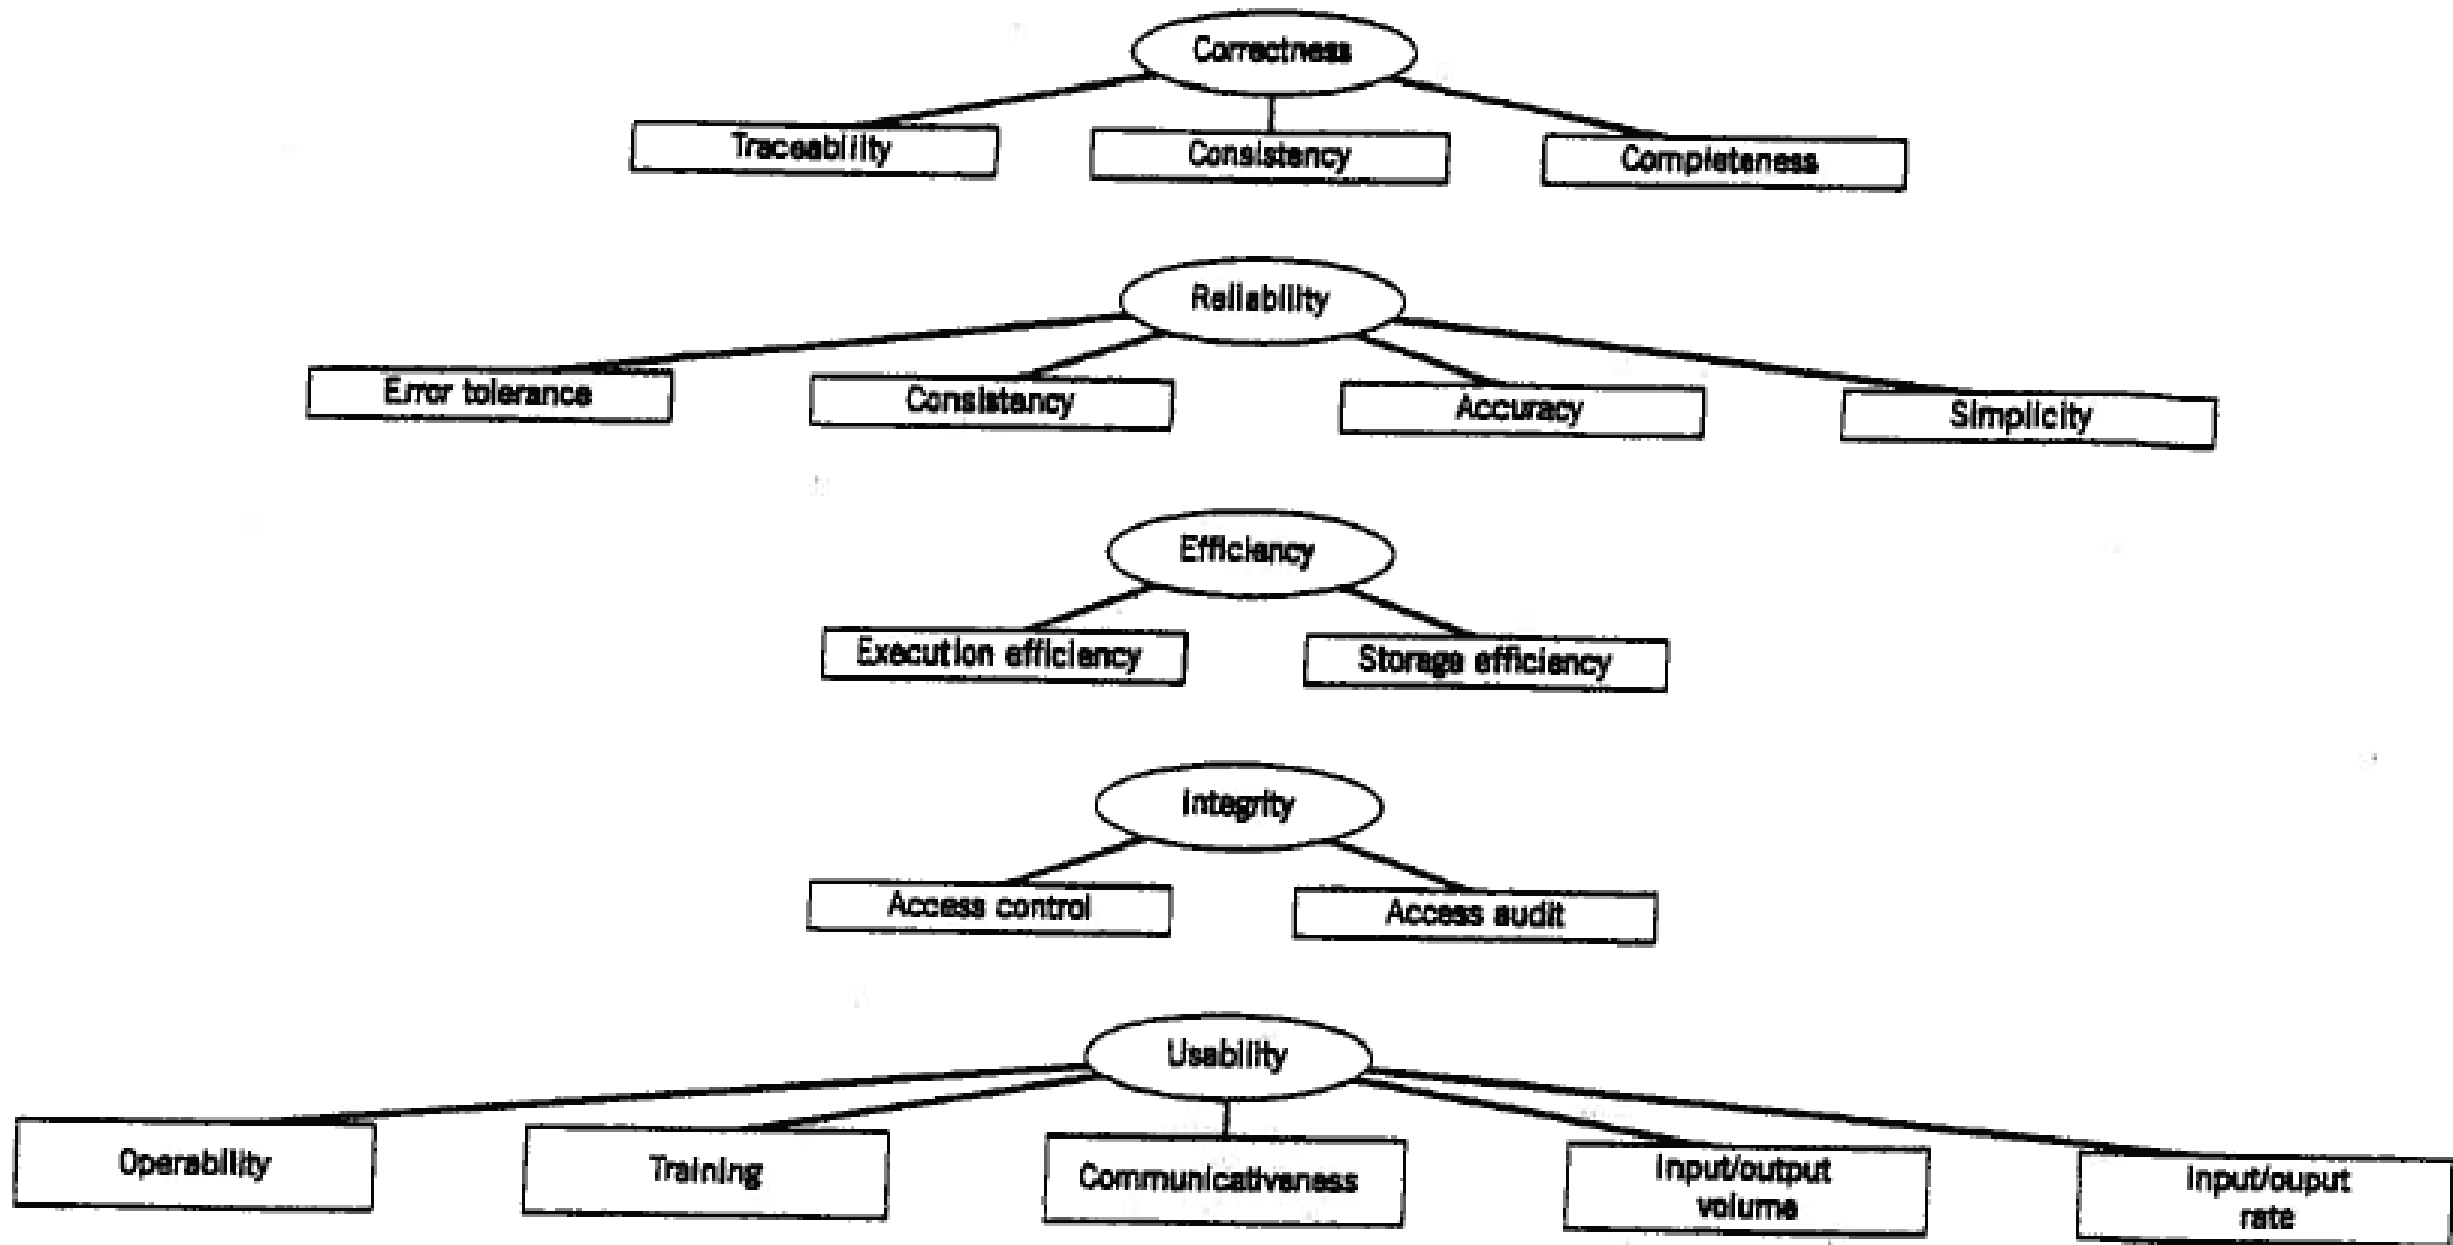 Correctness
Traceability
Consistency
Completeness
Reliability
Error tolerance
Consistency
Accuracy
Simplicity
Efficiency
Execution efficiency
Storage efficiency
Integrity
Access control
Access audit
Usability
Operability
Training
Communicativeness
Input/output
volume
Input/ouput
rate